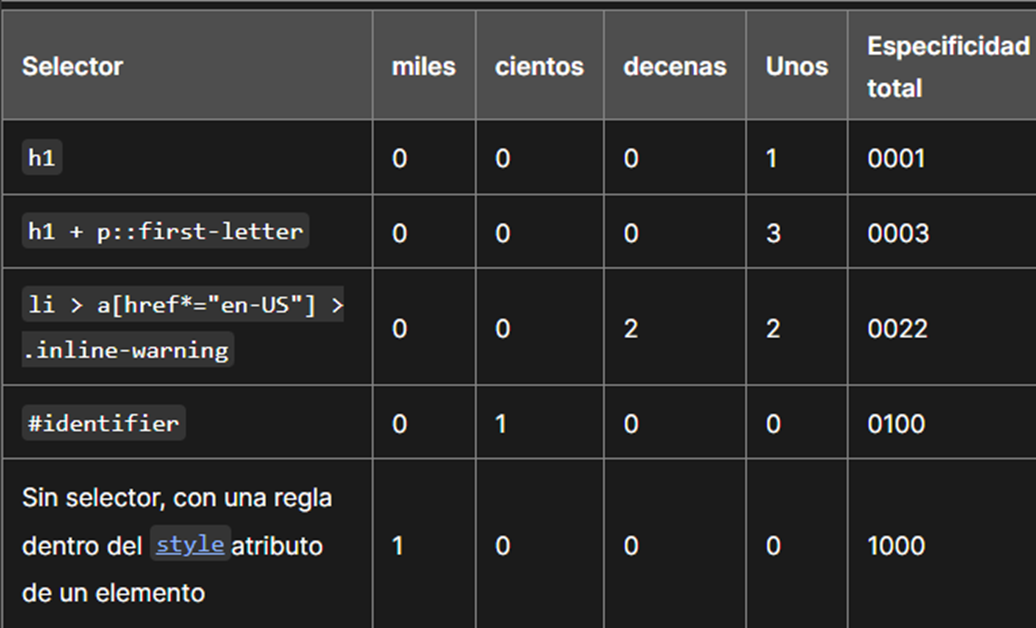 Selector miles cientos decenas Unos Especificidad total
h1 0 0 0 1 0001
h1 + p::first-letter 0 0 0 3 0003
li > a[href*="en-US"] >
.inline-warning 0 0 2 2 0022
#identifier 0 1 0 0 0100
Sin selector, con una regla
dentro del style atributo 1 0 0 0 1000
de un elemento